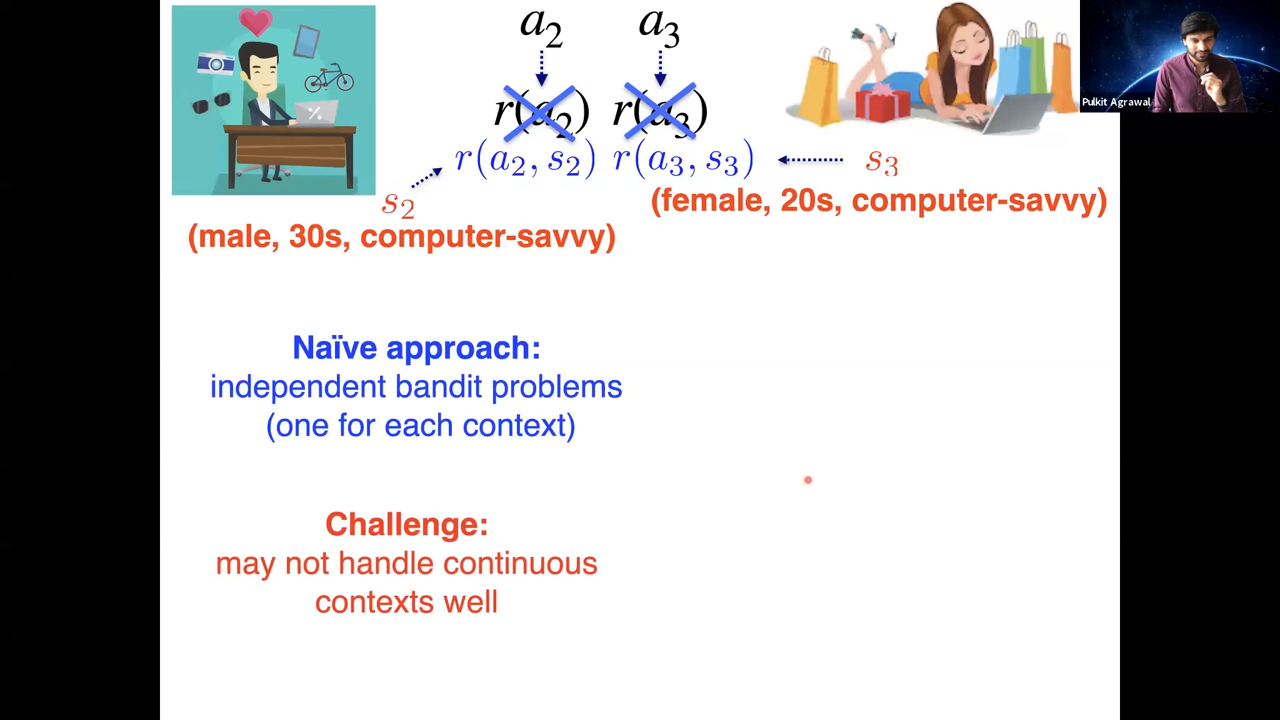 a₂ a₃
r(a₂) r(a₃)
r(a₂, s₂) r(a₃, s₃) s₃
s₂
(female, 20s, computer-savvy)
(male, 30s, computer-savvy)
Naïve approach:
independent bandit problems
(one for each context)
Challenge:
may not handle continuous
contexts well
Pulkit Agrawal